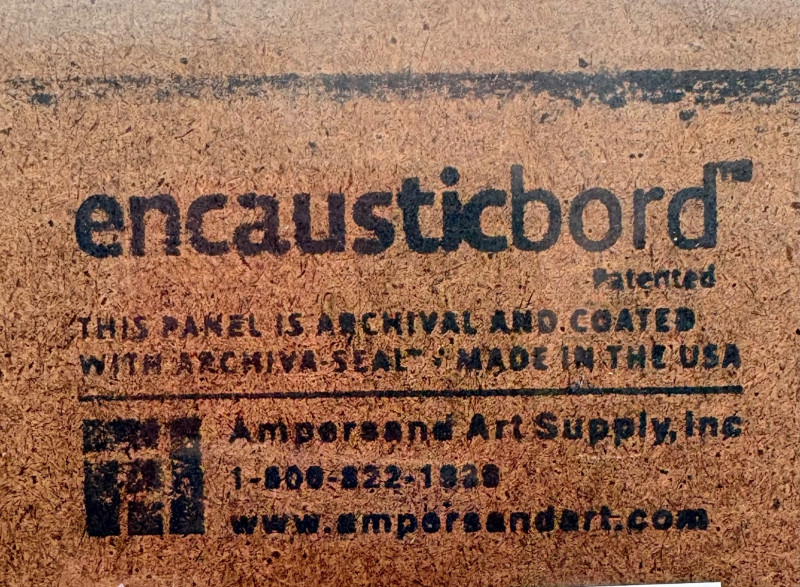 encausticbord™
Patented
THIS PANEL IS ARCHIVAL AND COATED
WITH ARCHIVA-SEAL™ • MADE IN THE USA
Ampersand Art Supply, Inc
1-800-822-1939
www.ampersandart.com